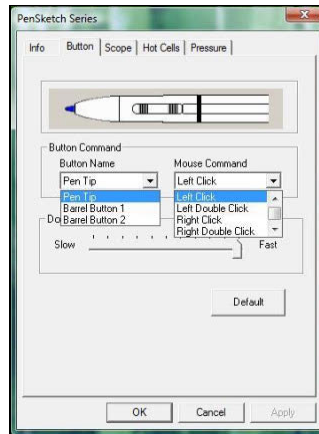 PenSketch Series
Info Button Scope Hot Cells Pressure
Button Command
Button Name Mouse Command
Pen Tip Left Click
Pen Tip Left Click
Barrel Button 1 Left Double Click
Do Barrel Button 2 Right Click
Right Double Click
Slow Fast
Default
OK Cancel Apply